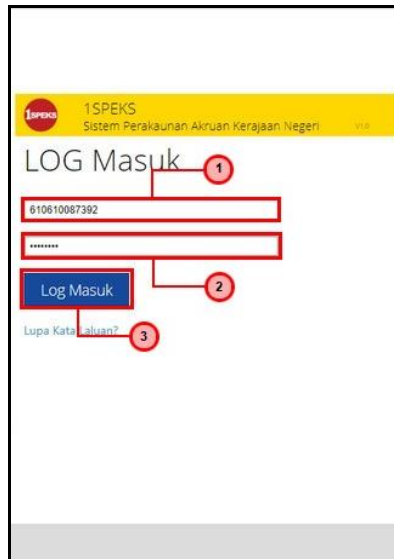 1SPEKS
1SPEKS
Sistem Perakaunan Akruan Kerajaan Negeri
V1.0
LOG Masuk
1
610610087392
••••••••
2
Log Masuk
Lupa Kata Laluan?
3